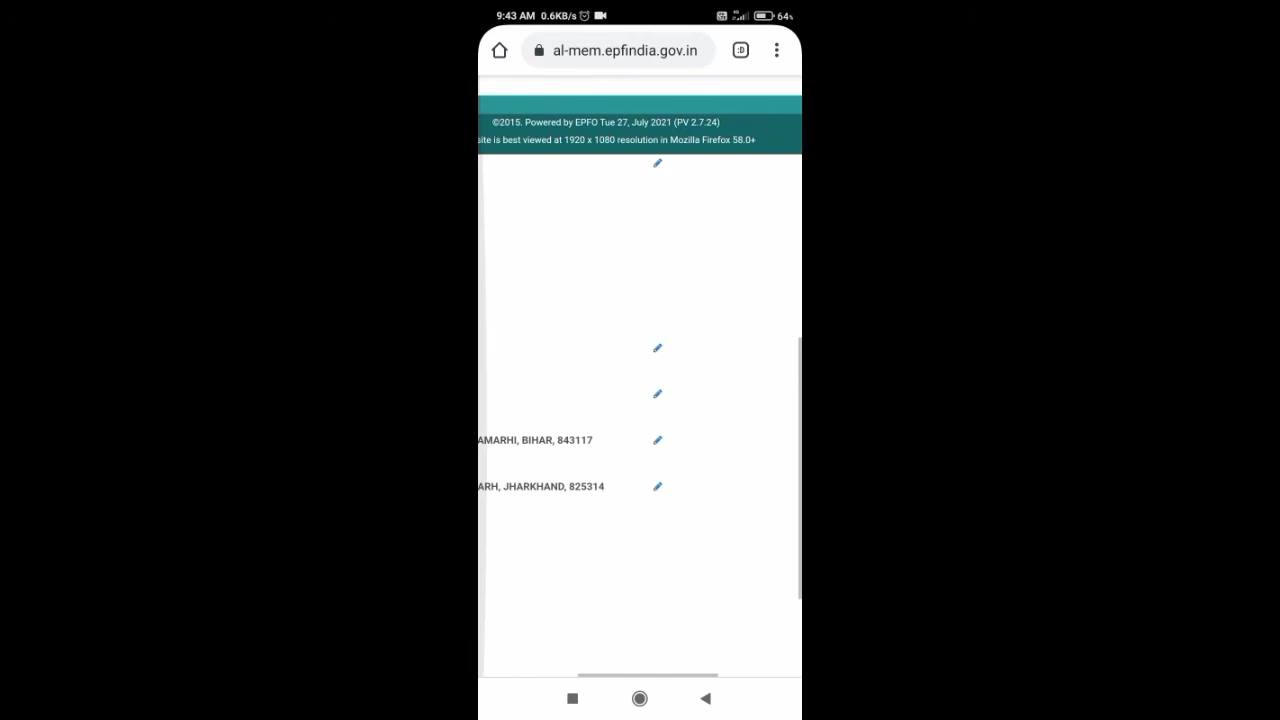 9:43 AM 0.6KB/s 64%
al-mem.epfindia.gov.in :D
©2015. Powered by EPFO Tue 27, July 2021 (PV 2.7.24)
site is best viewed at 1920 x 1080 resolution in Mozilla Firefox 58.0+
AMARHI, BIHAR, 843117
ARH, JHARKHAND, 825314